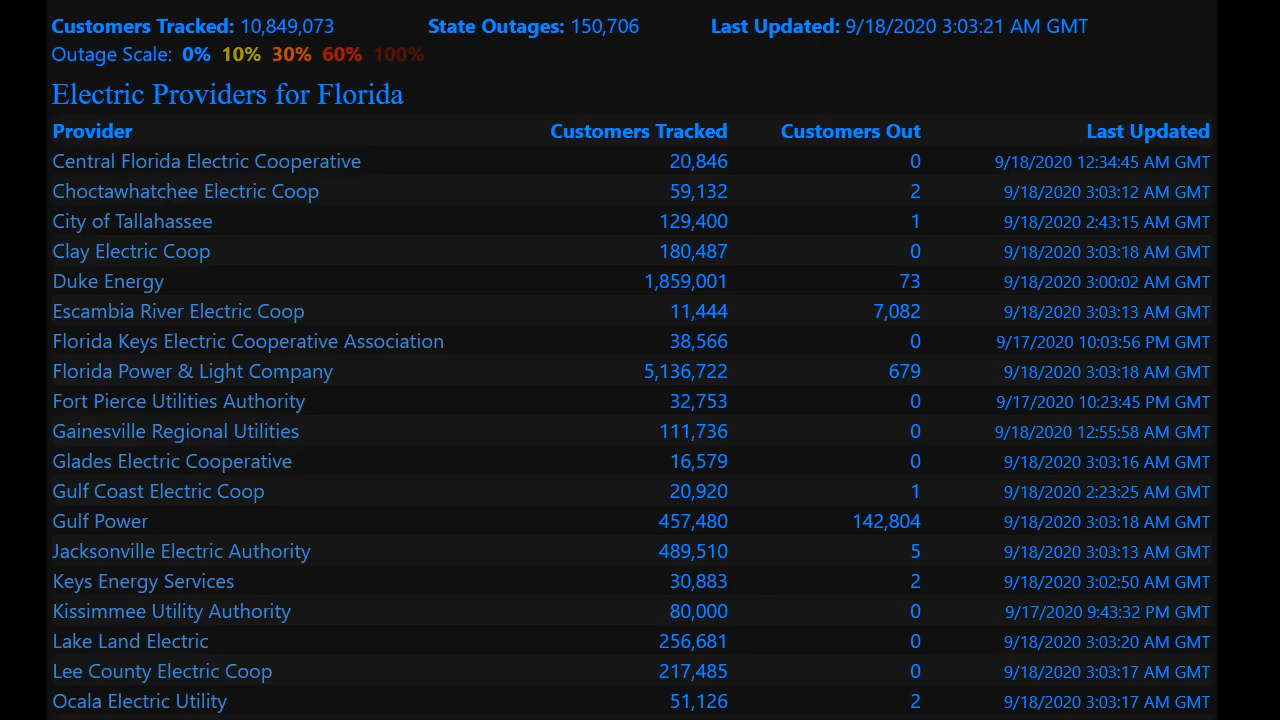 Customers Tracked: 10,849,073 State Outages: 150,706 Last Updated: 9/18/2020 3:03:21 AM GMT
Outage Scale: 0% 10% 30% 60% 100%
Electric Providers for Florida
Provider Customers Tracked Customers Out Last Updated
Central Florida Electric Cooperative 20,846 0 9/18/2020 12:34:45 AM GMT
Choctawhatchee Electric Coop 59,132 2 9/18/2020 3:03:12 AM GMT
City of Tallahassee 129,400 1 9/18/2020 2:43:15 AM GMT
Clay Electric Coop 180,487 0 9/18/2020 3:03:18 AM GMT
Duke Energy 1,859,001 73 9/18/2020 3:00:02 AM GMT
Escambia River Electric Coop 11,444 7,082 9/18/2020 3:03:13 AM GMT
Florida Keys Electric Cooperative Association 38,566 0 9/17/2020 10:03:56 PM GMT
Florida Power & Light Company 5,136,722 679 9/18/2020 3:03:18 AM GMT
Fort Pierce Utilities Authority 32,753 0 9/17/2020 10:23:45 PM GMT
Gainesville Regional Utilities 111,736 0 9/18/2020 12:55:58 AM GMT
Glades Electric Cooperative 16,579 0 9/18/2020 3:03:16 AM GMT
Gulf Coast Electric Coop 20,920 1 9/18/2020 2:23:25 AM GMT
Gulf Power 457,480 142,804 9/18/2020 3:03:18 AM GMT
Jacksonville Electric Authority 489,510 5 9/18/2020 3:03:13 AM GMT
Keys Energy Services 30,883 2 9/18/2020 3:02:50 AM GMT
Kissimmee Utility Authority 80,000 0 9/17/2020 9:43:32 PM GMT
Lake Land Electric 256,681 0 9/18/2020 3:03:20 AM GMT
Lee County Electric Coop 217,485 0 9/18/2020 3:03:17 AM GMT
Ocala Electric Utility 51,126 2 9/18/2020 3:03:17 AM GMT